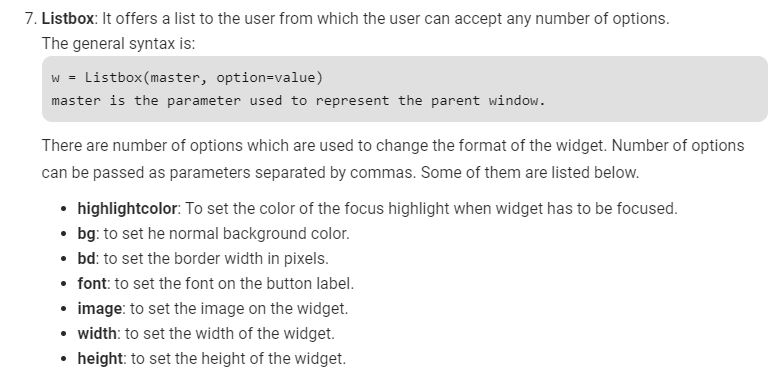 7. Listbox: It offers a list to the user from which the user can accept any number of options.
The general syntax is:
w = Listbox(master, option=value)
master is the parameter used to represent the parent window.
There are number of options which are used to change the format of the widget. Number of options
can be passed as parameters separated by commas. Some of them are listed below.
• highlightcolor: To set the color of the focus highlight when widget has to be focused.
• bg: to set he normal background color.
• bd: to set the border width in pixels.
• font: to set the font on the button label.
• image: to set the image on the widget.
• width: to set the width of the widget.
• height: to set the height of the widget.